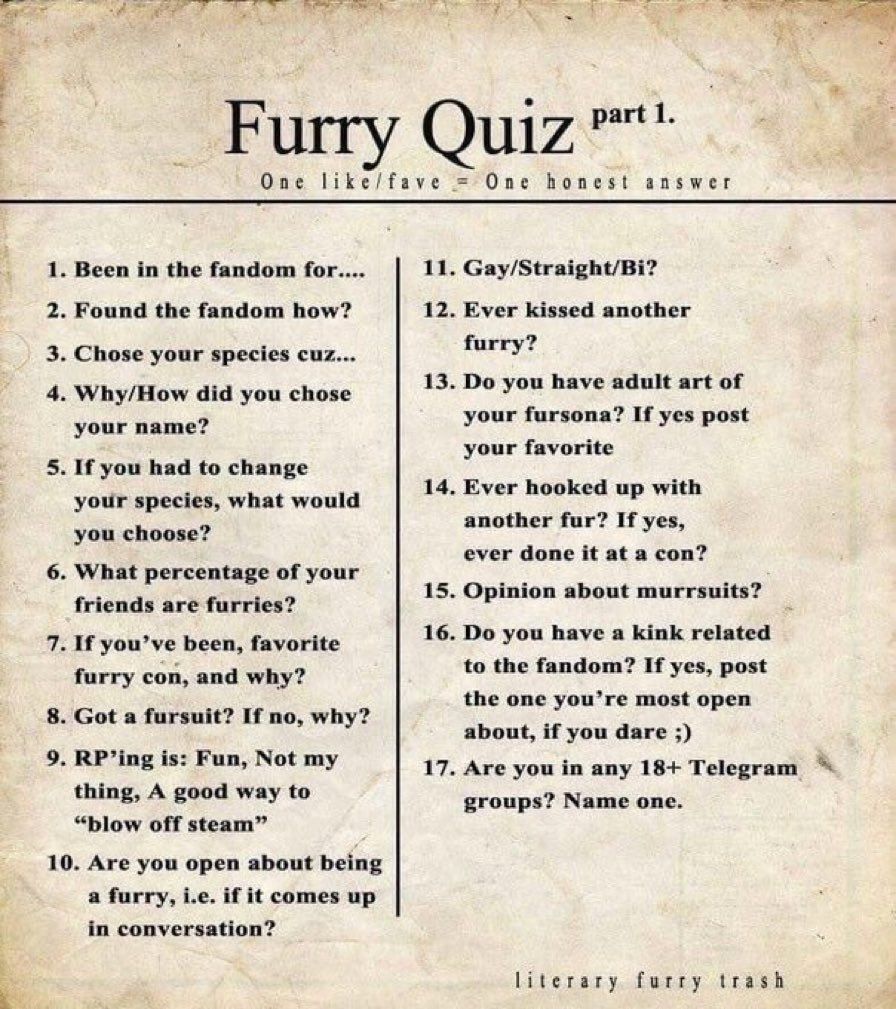 Furry Quiz part 1.
One like/fave = One honest answer
1. Been in the fandom for....
2. Found the fandom how?
3. Chose your species cuz...
4. Why/How did you chose
your name?
5. If you had to change
your species, what would
you choose?
6. What percentage of your
friends are furries?
7. If you've been, favorite
furry con, and why?
8. Got a fursuit? If no, why?
9. RP'ing is: Fun, Not my
thing, A good way to
“blow off steam”
10. Are you open about being
a furry, i.e. if it comes up
in conversation?
11. Gay/Straight/Bi?
12. Ever kissed another
furry?
13. Do you have adult art of
your fursona? If yes post
your favorite
14. Ever hooked up with
another fur? If yes,
ever done it at a con?
15. Opinion about murrsuits?
16. Do you have a kink related
to the fandom? If yes, post
the one you're most open
about, if you dare ;)
17. Are you in any 18+ Telegram
groups? Name one.
literary furry trash